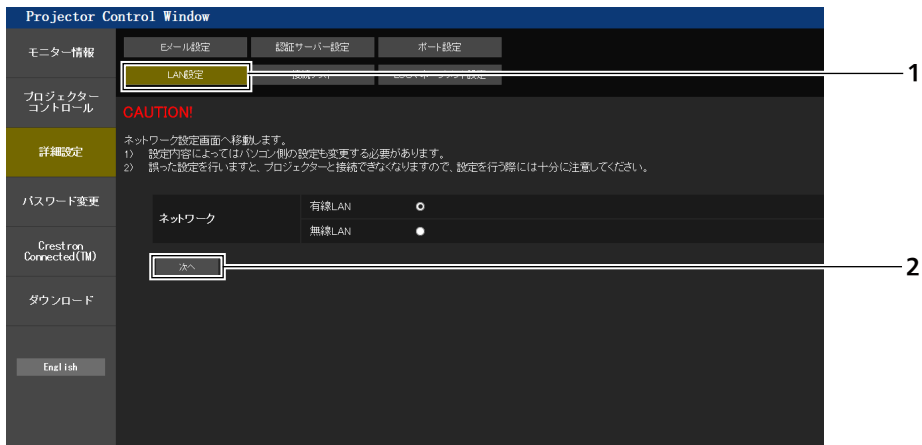 Projector Control Window
モニター情報
プロジェクター
コントロール
詳細設定
パスワード変更
Crestron
Connected(TM)
ダウンロード
English
Eメール設定 認証サーバー設定 ポート設定
LAN設定
CAUTION!
ネットワーク設定画面へ移動します。
1) 設定内容によってはパソコン側の設定も変更する必要があります。
2) 誤った設定を行いますと、プロジェクターと接続できなくなりますので、設定を行う際には十分に注意してください。
ネットワーク
有線LAN
無線LAN
次へ
1
2